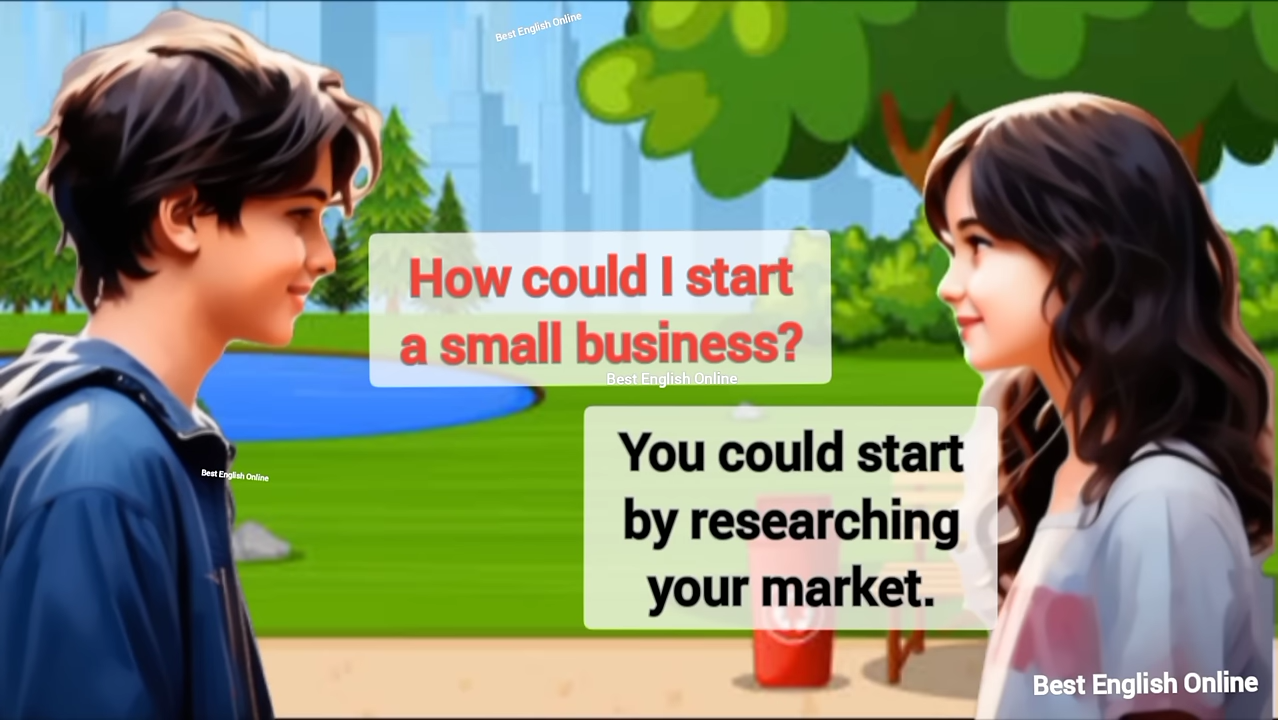 Best English Online
How could I start
a small business?
Best English Online
You could start
by researching
your market.
Best English Online
Best English Online